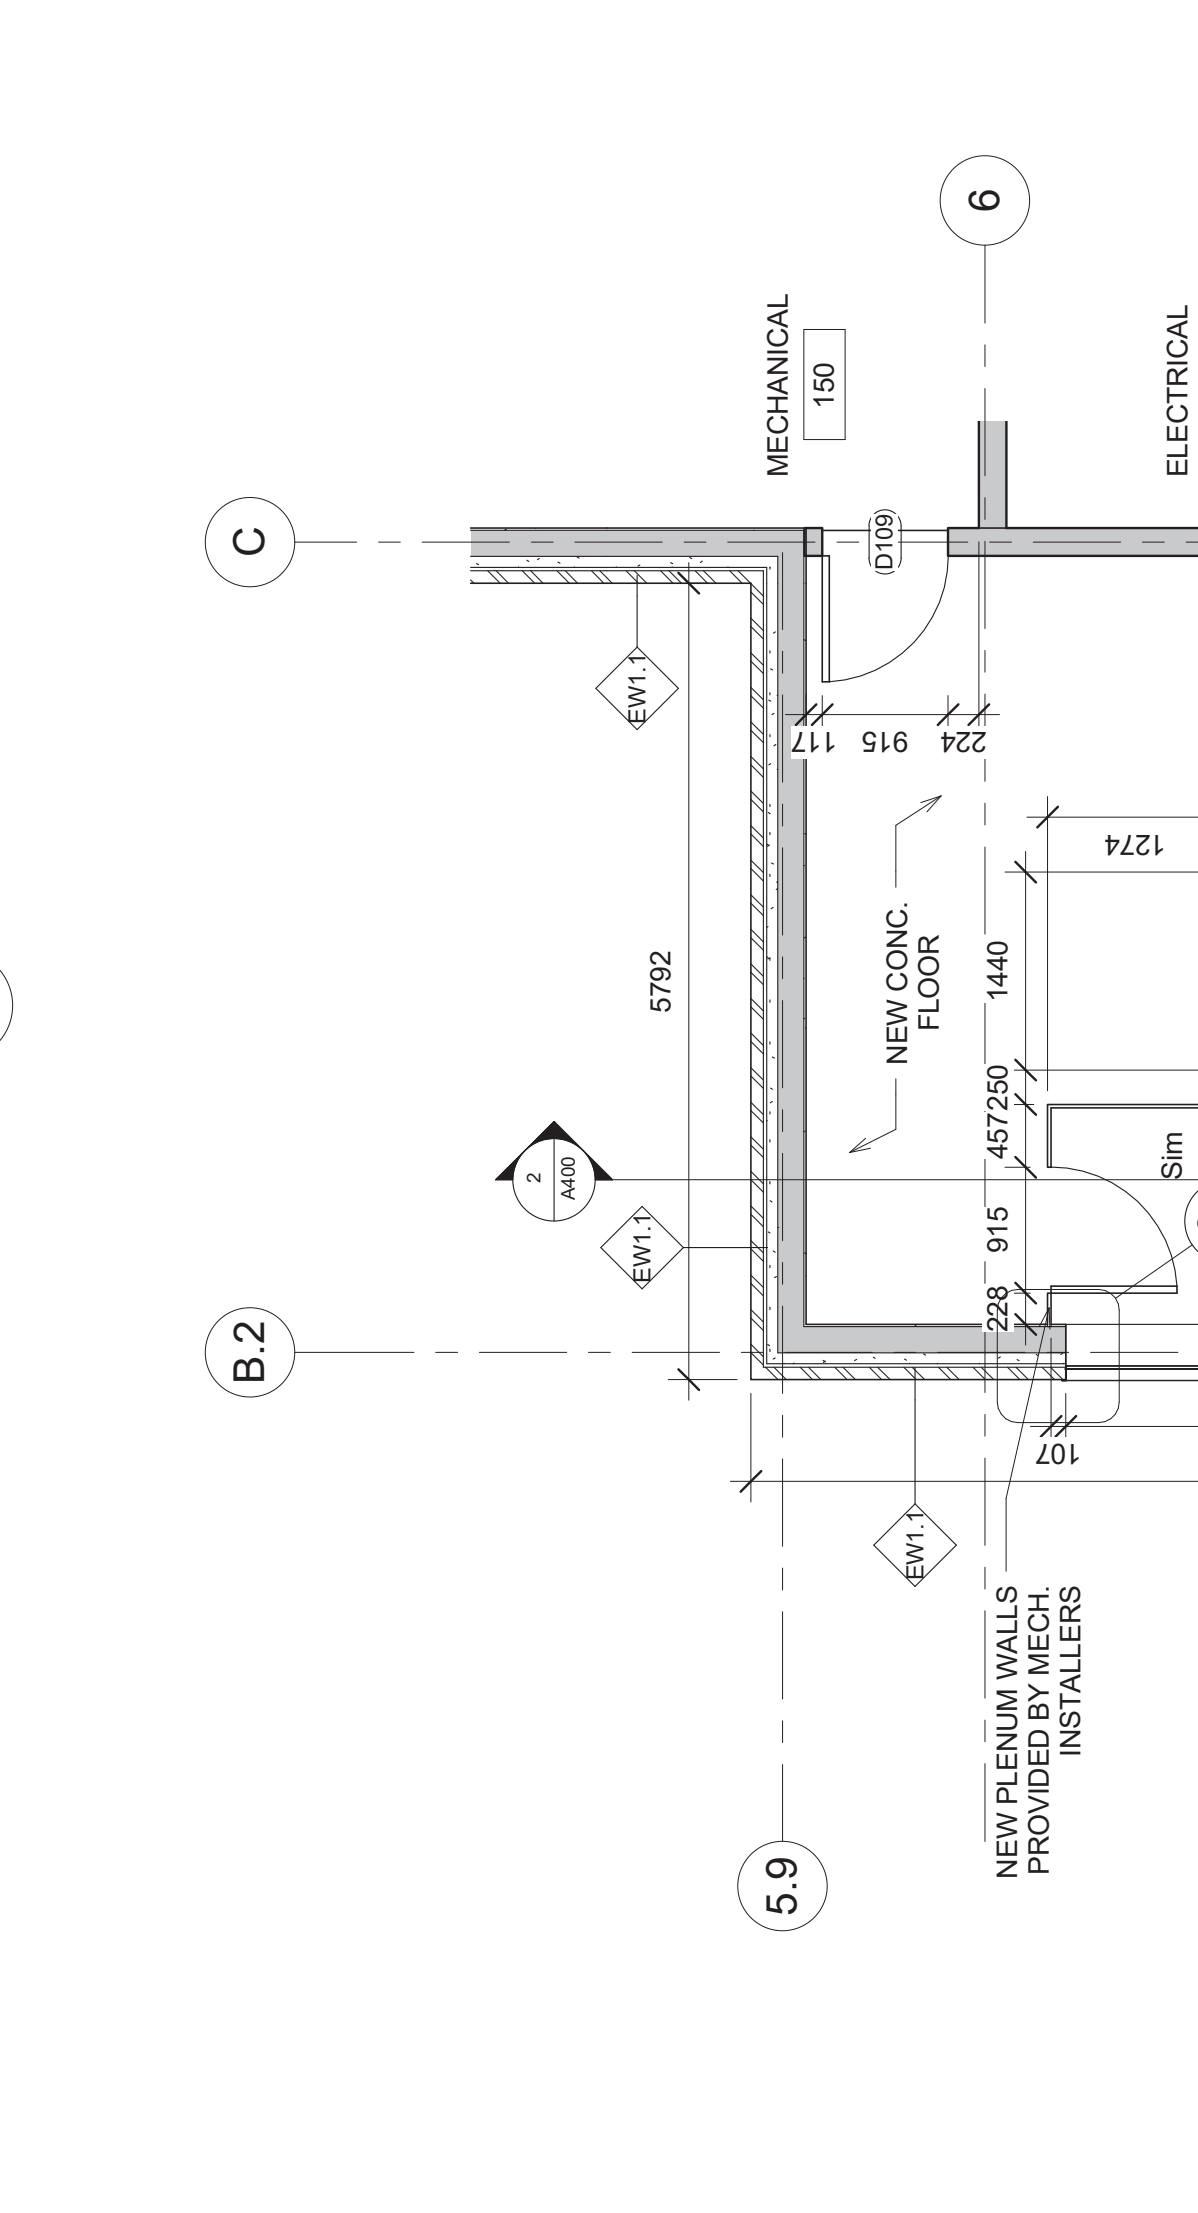 6
C
MECHANICAL
150
ELECTRICAL
D109
EW1.1
117
915
224
1274
5792
NEW CONC.
FLOOR
1440
250
457
915
228
2
A400
Sim
EW1.1
B.2
107
EW1.1
NEW PLENUM WALLS
PROVIDED BY MECH.
INSTALLERS
5.9